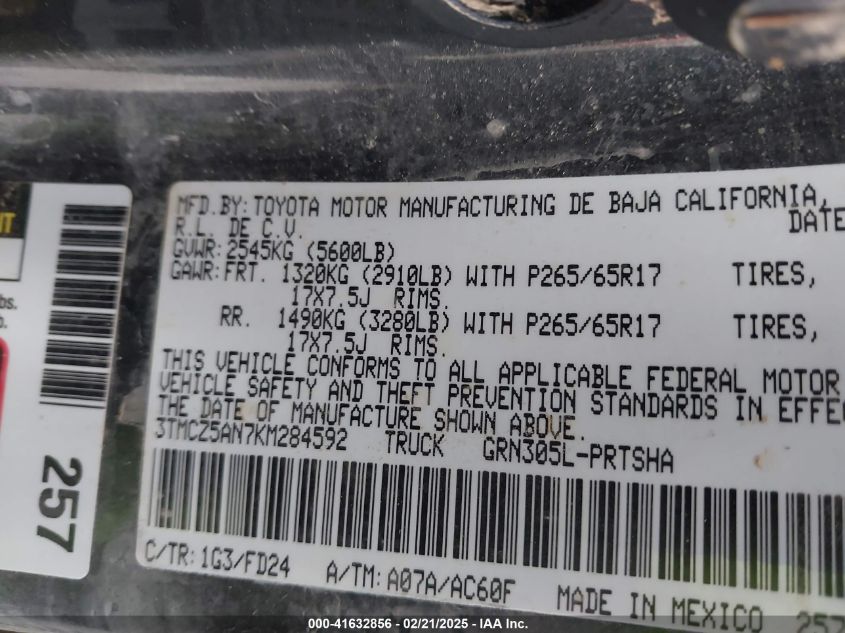 MFD.BY: TOYOTA MOTOR MANUFACTURING DE BAJA CALIFORNIA,
R.L. DE C.V.
DATE
GVWR: 2545KG (5600LB)
GAWR: FRT. 1320KG (2910LB) WITH P265/65R17 TIRES,
17X7.5J RIMS.
RR. 1490KG (3280LB) WITH P265/65R17 TIRES,
17X7.5J RIMS.
THIS VEHICLE CONFORMS TO ALL APPLICABLE FEDERAL MOTOR
VEHICLE SAFETY AND THEFT PREVENTION STANDARDS IN EFFE
THE DATE OF MANUFACTURE SHOWN ABOVE.
3TMCZ5AN7KM284592 TRUCK GRN305L-PRTSHA
C/TR: 1G3/FD24 A/TM: A07A/AC60F MADE IN MEXICO 257
bs.
257
000-41632856 - 02/21/2025 - IAA Inc.